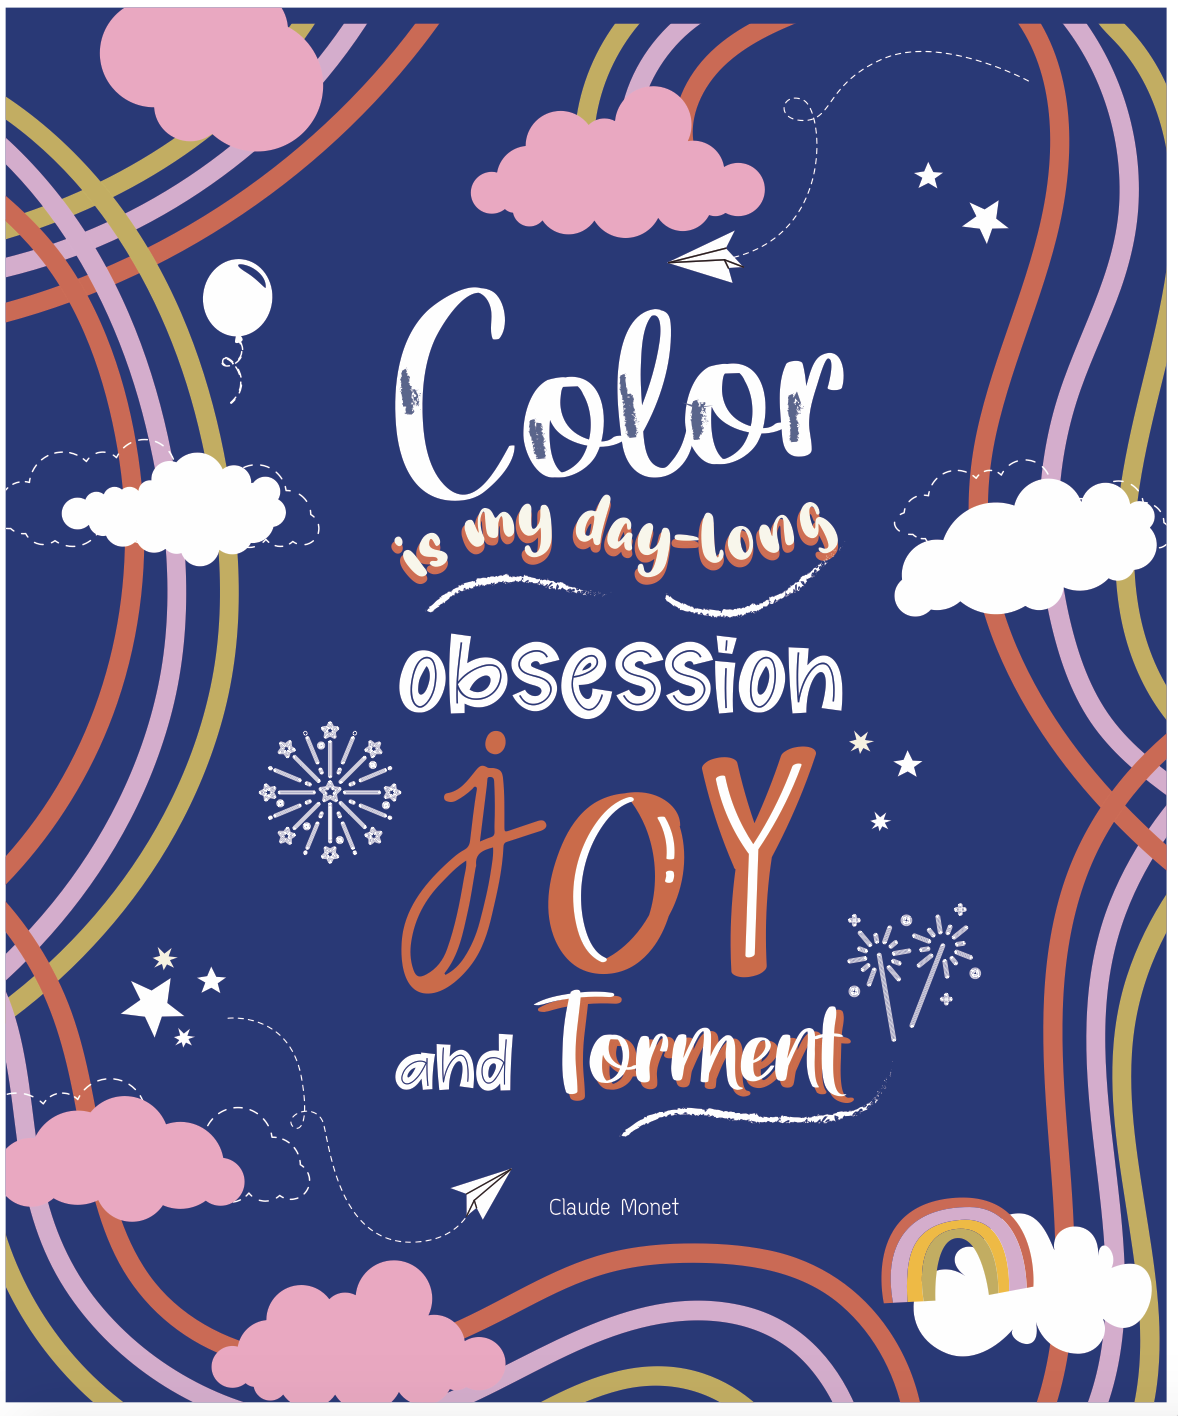 Color
is my day-long
obsession
joy
and Torment
Claude Monet